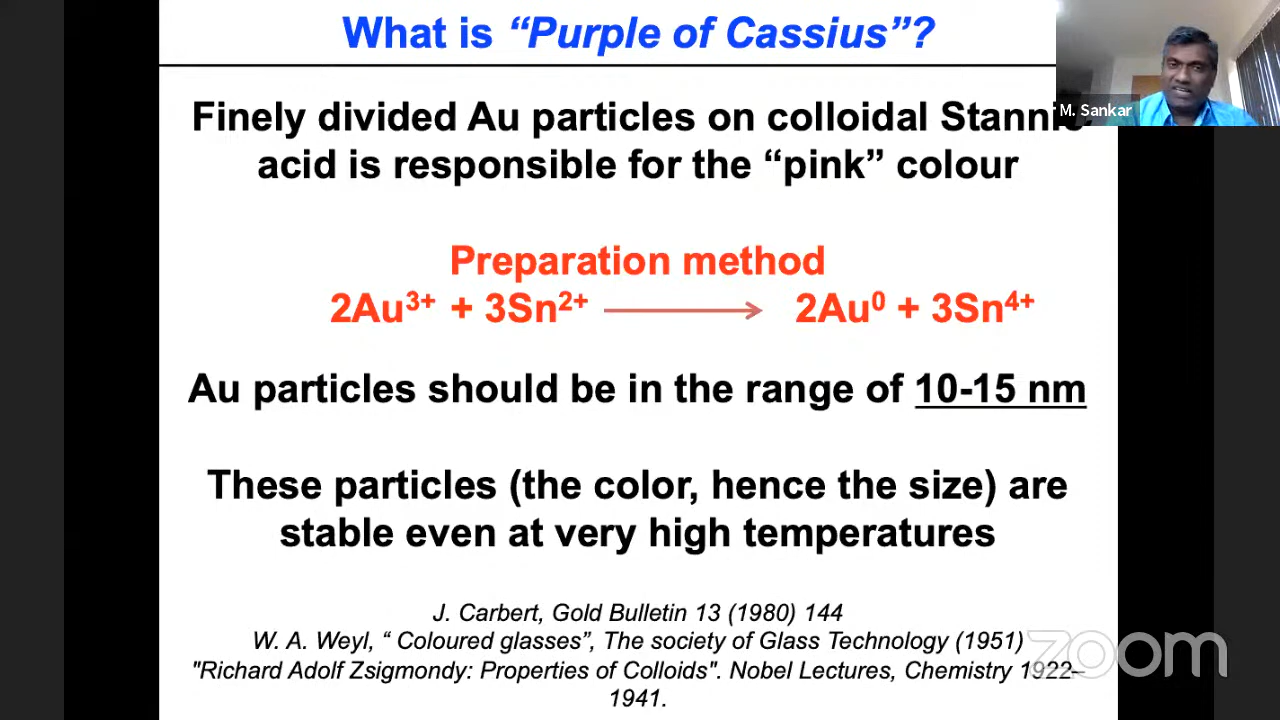 What is “Purple of Cassius”?
M. Sankar
Finely divided Au particles on colloidal Stannic
acid is responsible for the “pink” colour
Preparation method
2Au3+ + 3Sn2+ → 2Au0 + 3Sn4+
Au particles should be in the range of 10-15 nm
These particles (the color, hence the size) are
stable even at very high temperatures
J. Carbert, Gold Bulletin 13 (1980) 144
W. A. Weyl, “ Coloured glasses”, The society of Glass Technology (1951)
"Richard Adolf Zsigmondy: Properties of Colloids". Nobel Lectures, Chemistry 1922–
1941.
zoom